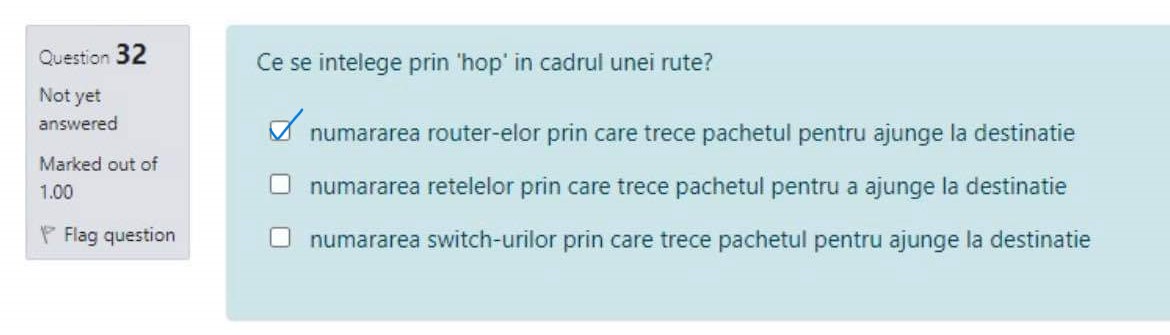 Question 32
Not yet
answered
Marked out of
1.00
Flag question
Ce se intelege prin 'hop' in cadrul unei rute?
numararea router-elor prin care trece pachetul pentru ajunge la destinatie
numararea retelelor prin care trece pachetul pentru a ajunge la destinatie
numararea switch-urilor prin care trece pachetul pentru ajunge la destinatie